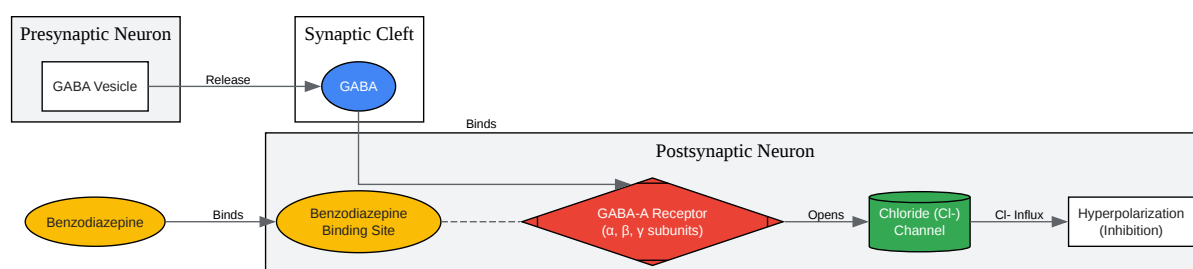 Presynaptic Neuron
Synaptic Cleft
GABA Vesicle
Release
GABA
Binds
Postsynaptic Neuron
Benzodiazepine
Binds
Benzodiazepine
Binding Site
GABA-A Receptor
(α, β, γ subunits)
Opens
Chloride (Cl-)
Channel
Cl- Influx
Hyperpolarization
(Inhibition)